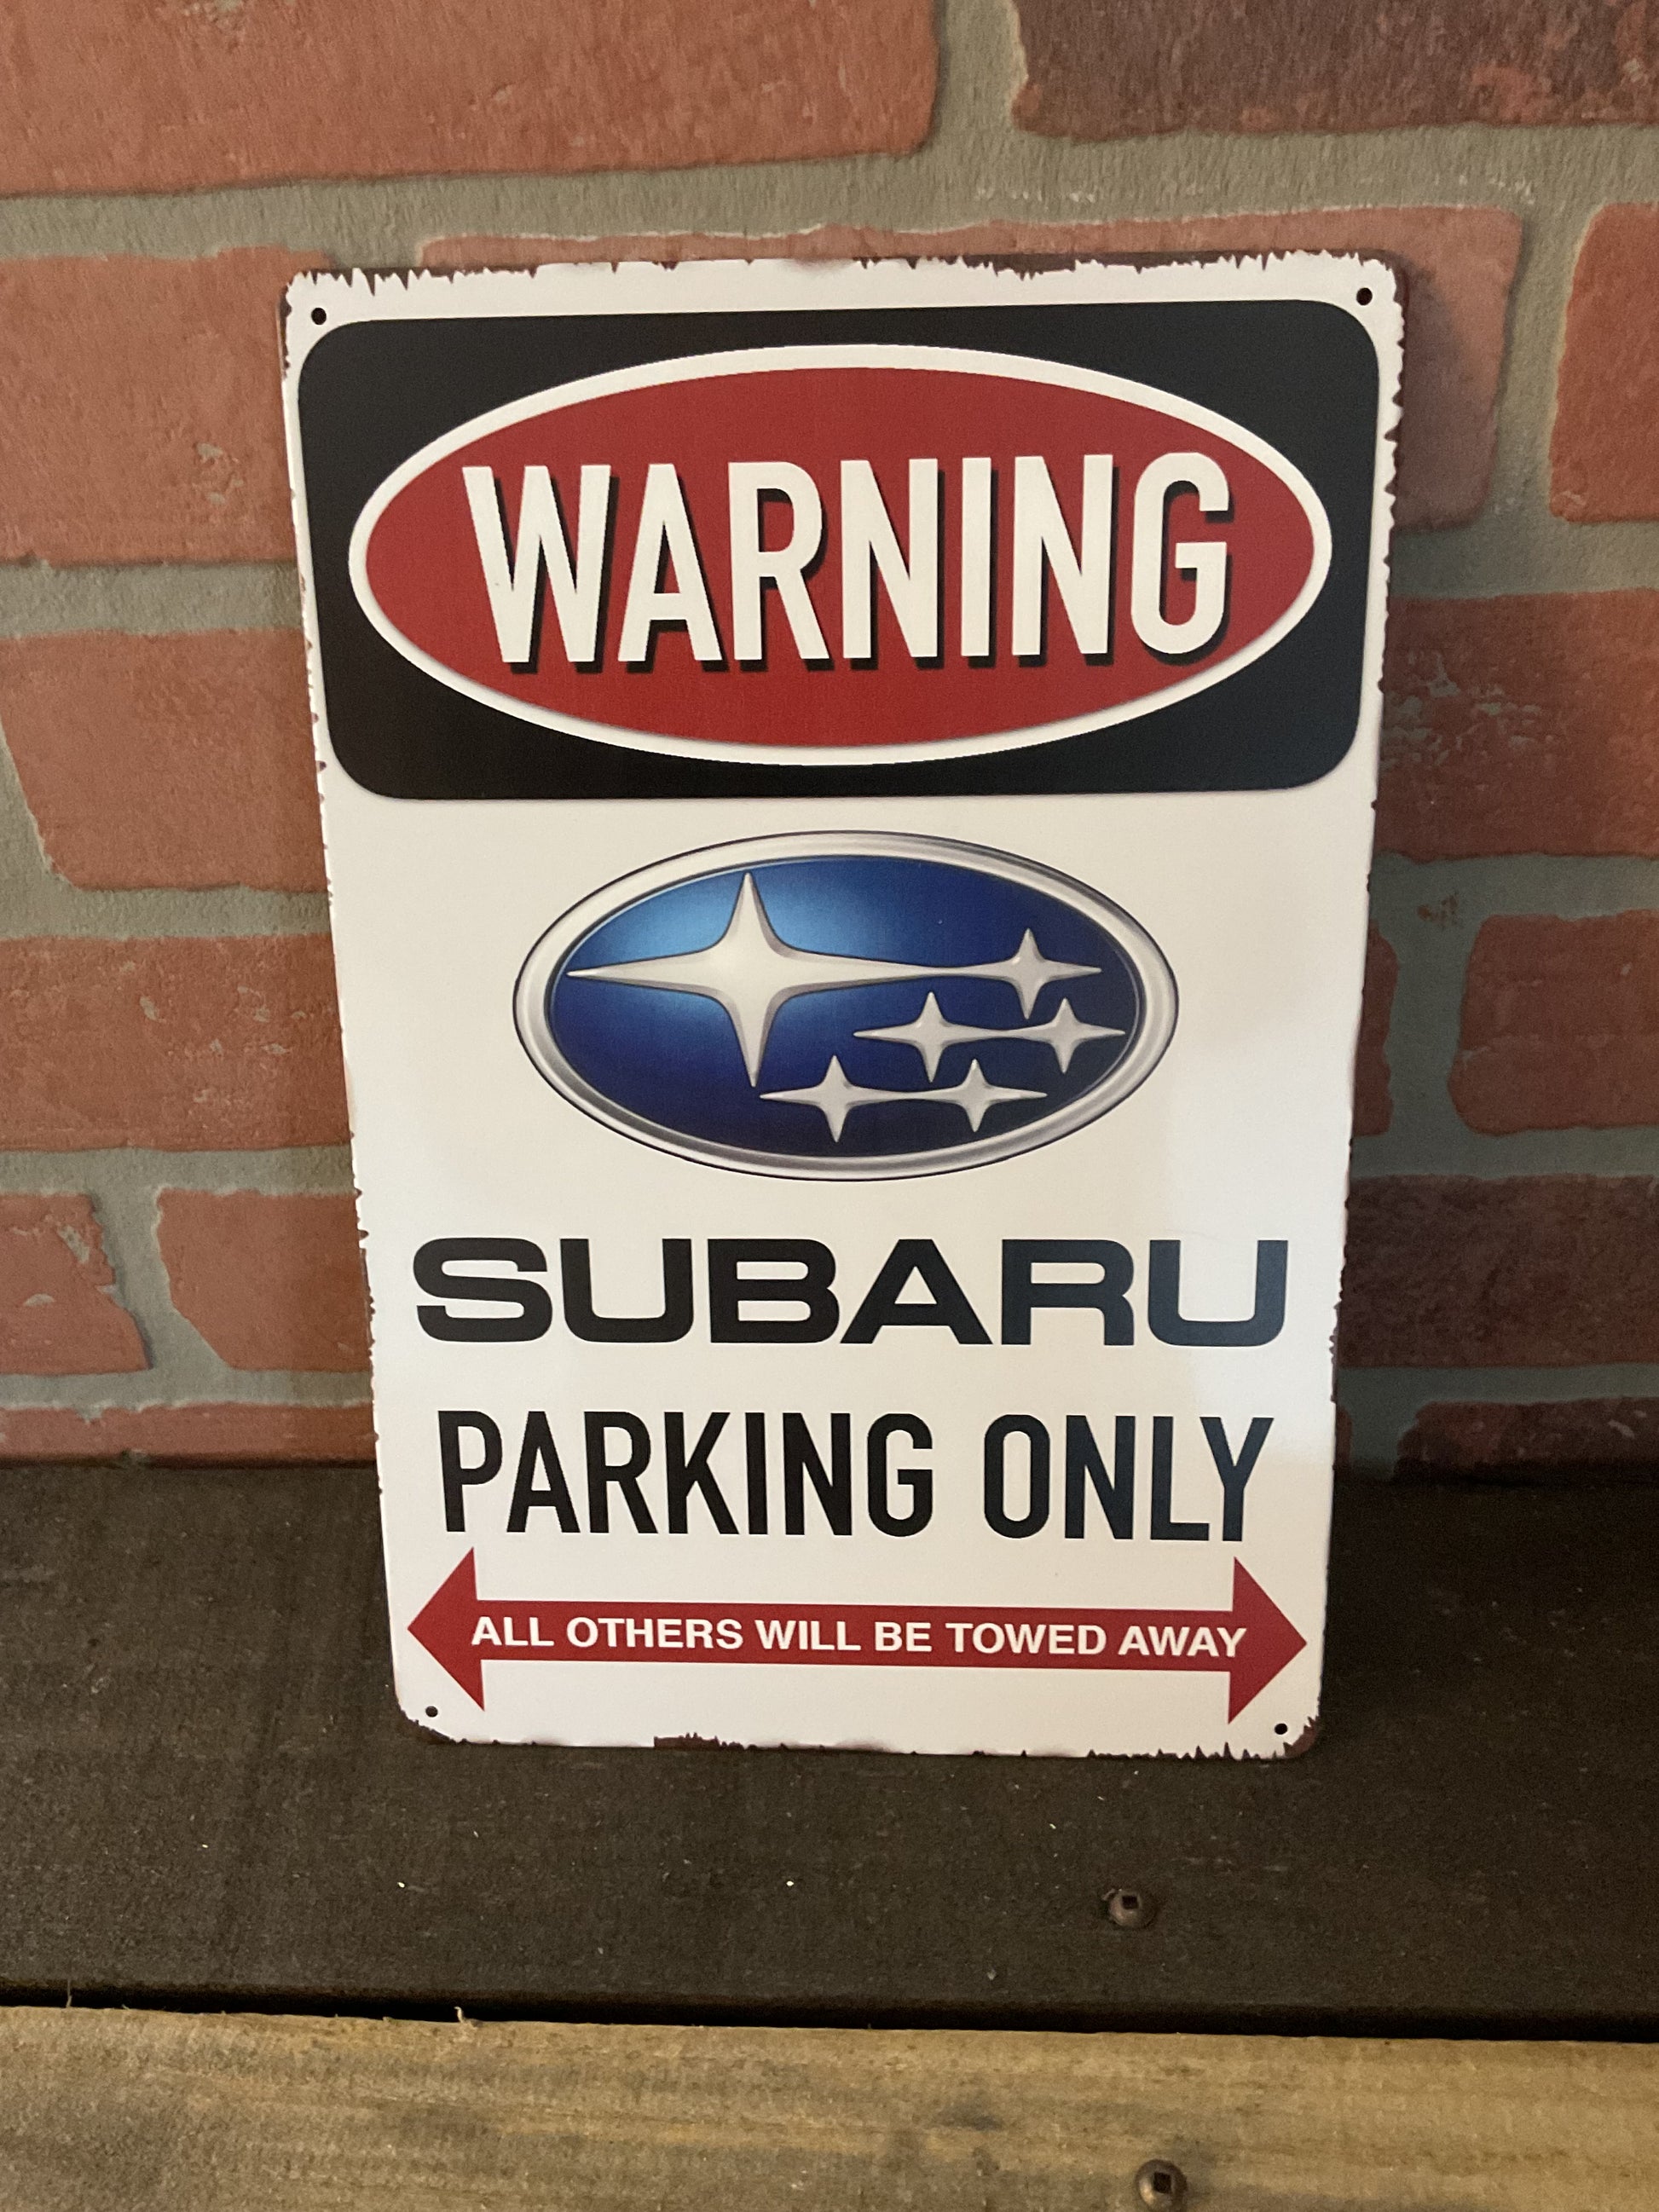 WARNING
SUBARU
PARKING ONLY
ALL OTHERS WILL BE TOWED AWAY